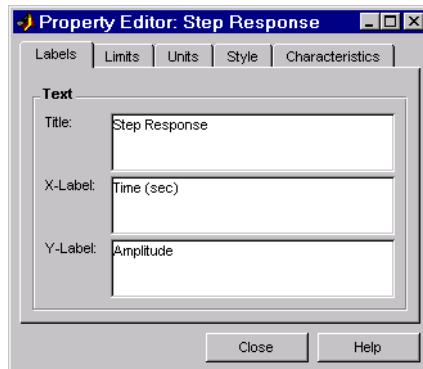 Property Editor: Step Response
Labels Limits Units Style Characteristics
Text
Title: Step Response
X-Label: Time (sec)
Y-Label: Amplitude
Close Help